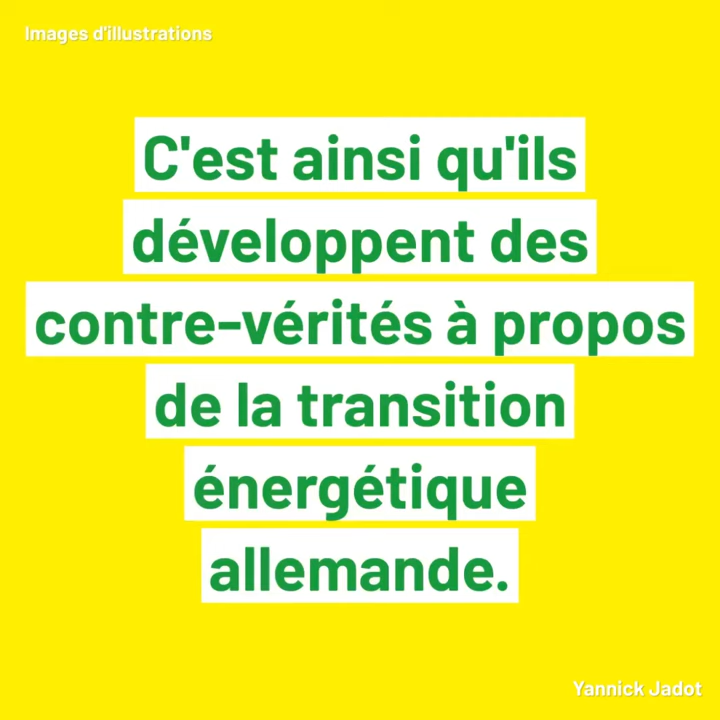 Images d'illustrations
C'est ainsi qu'ils
développent des
contre-vérités à propos
de la transition
énergétique
allemande.
Yannick Jadot